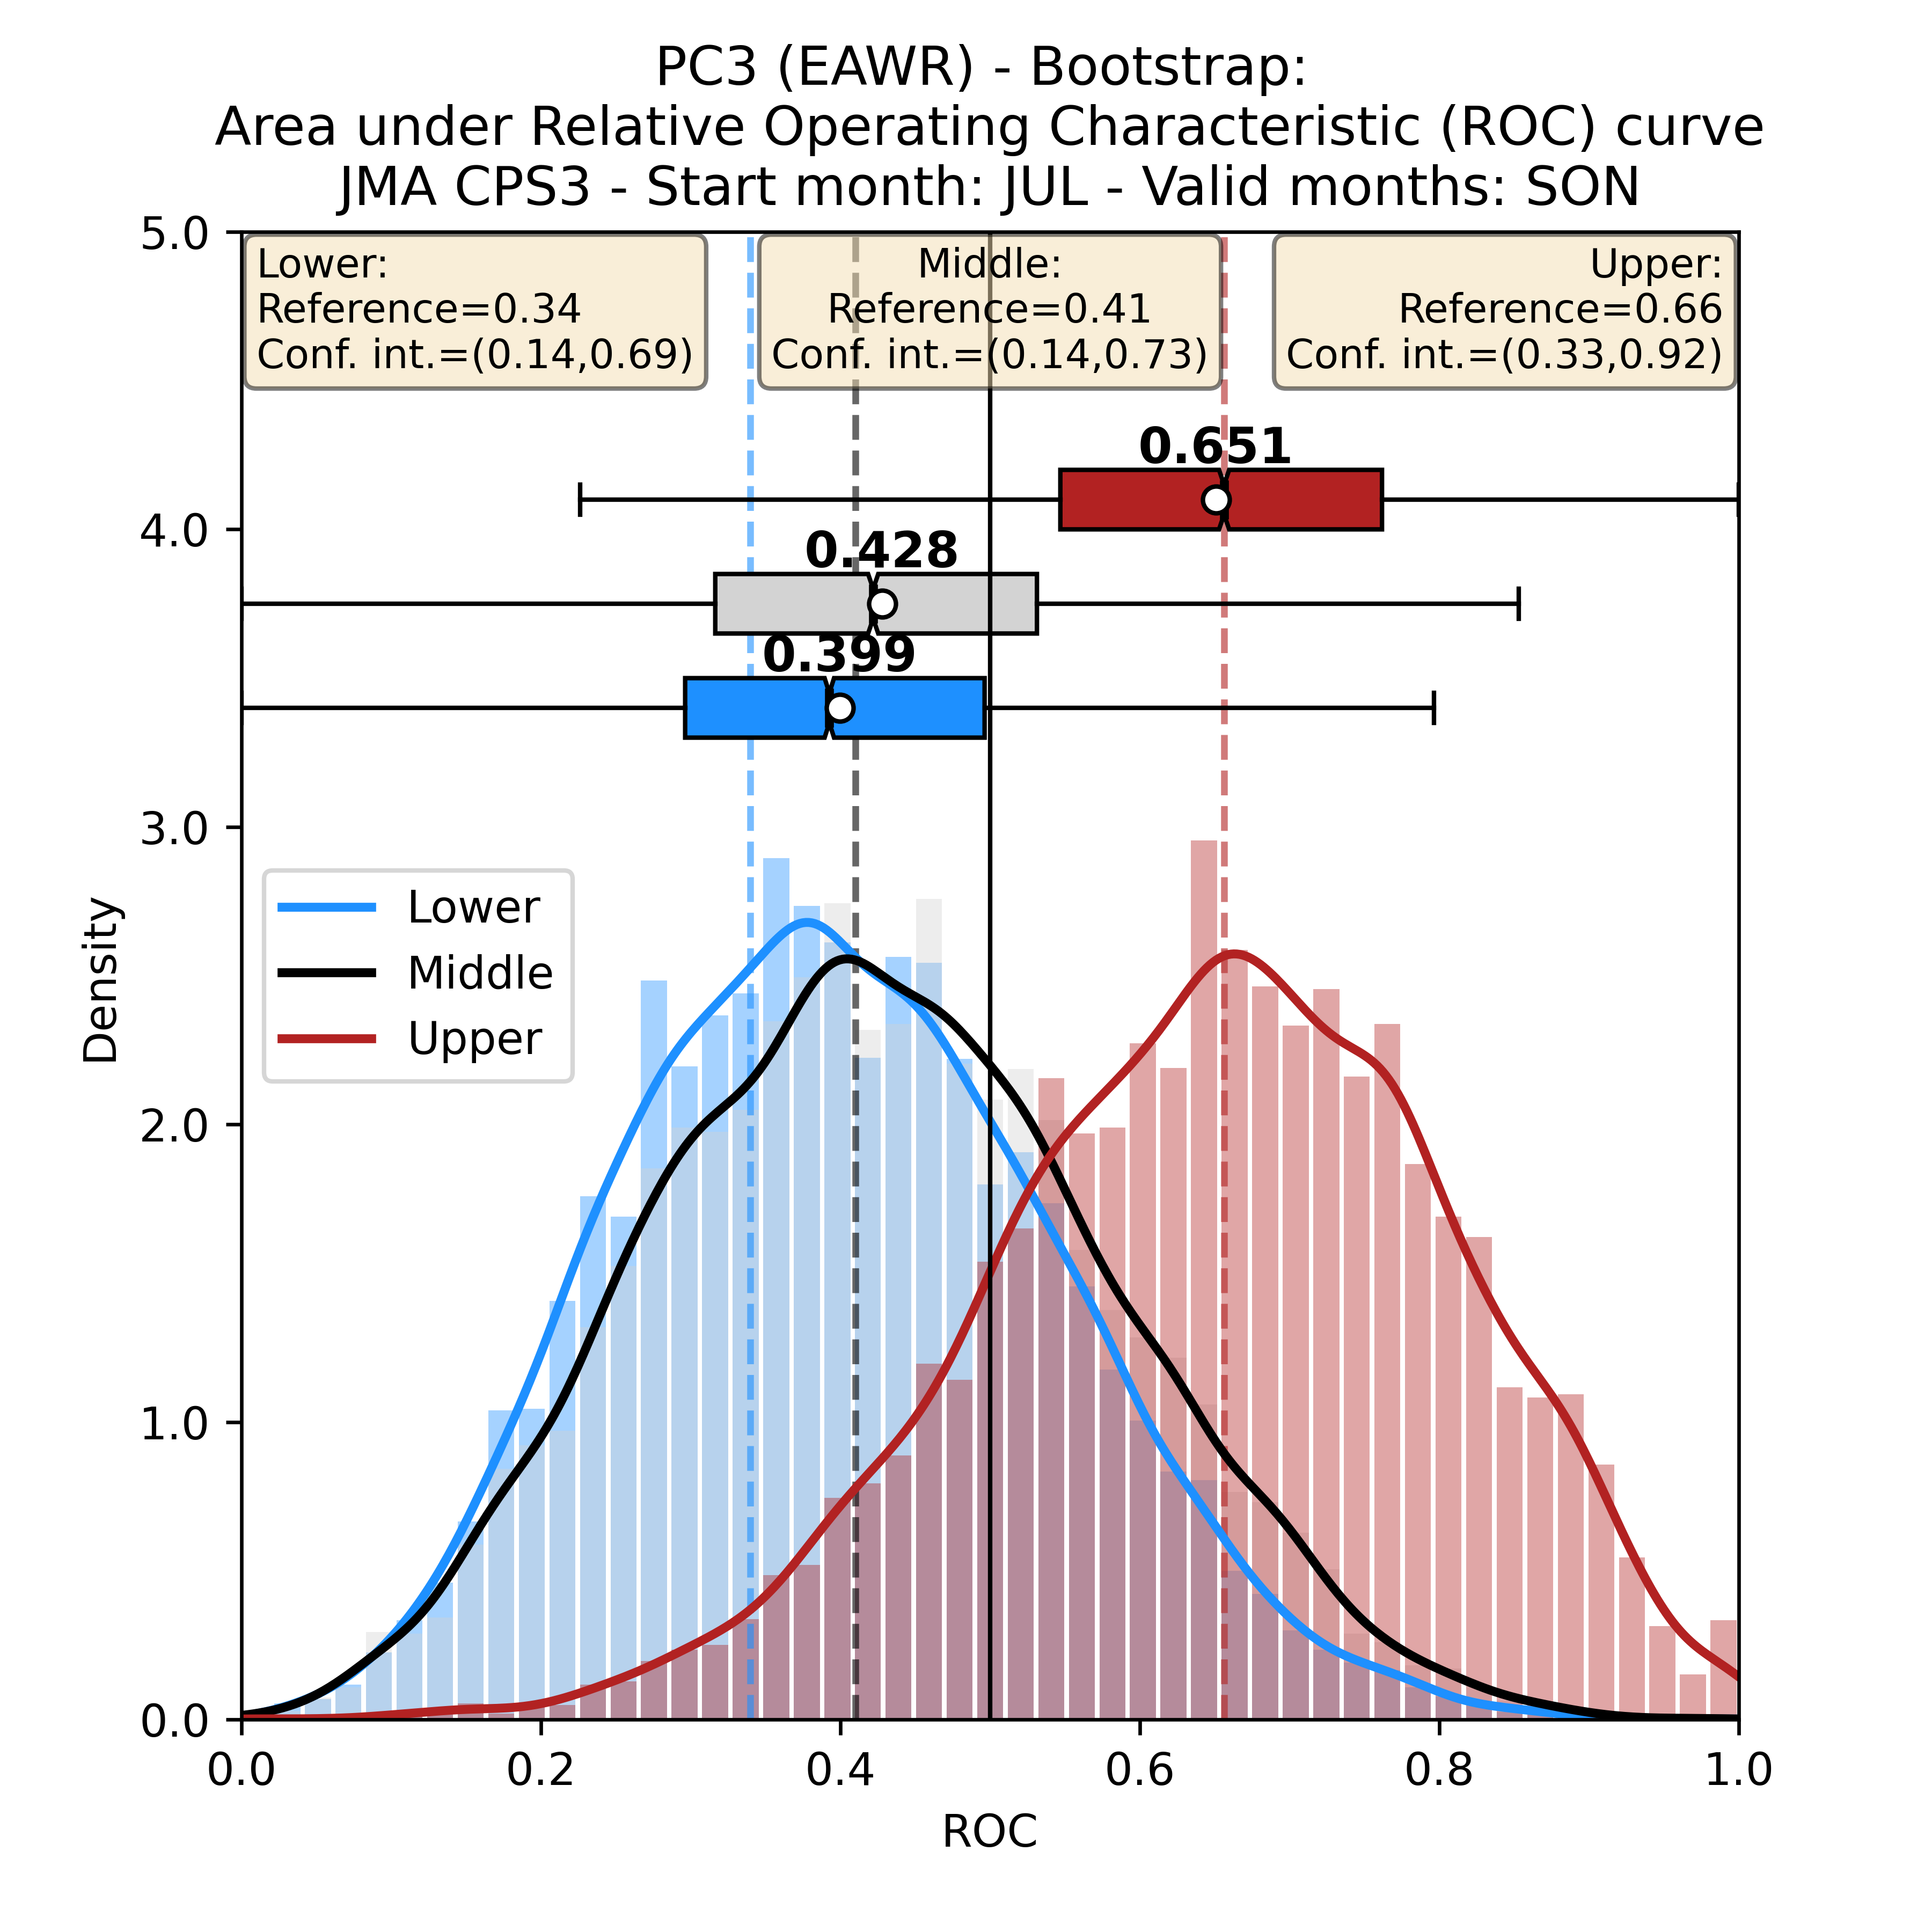 PC3 (EAWR) - Bootstrap:
Area under Relative Operating Characteristic (ROC) curve
JMA CPS3 - Start month: JUL - Valid months: SON
Lower:
Reference=0.34
Conf. int.=(0.14,0.69)
Middle:
Reference=0.41
Conf. int.=(0.14,0.73)
Upper:
Reference=0.66
Conf. int.=(0.33,0.92)
0.651
0.428
0.399
Lower
Middle
Upper
Density
5.0
4.0
3.0
2.0
1.0
0.0
0.0 0.2 0.4 0.6 0.8 1.0
ROC